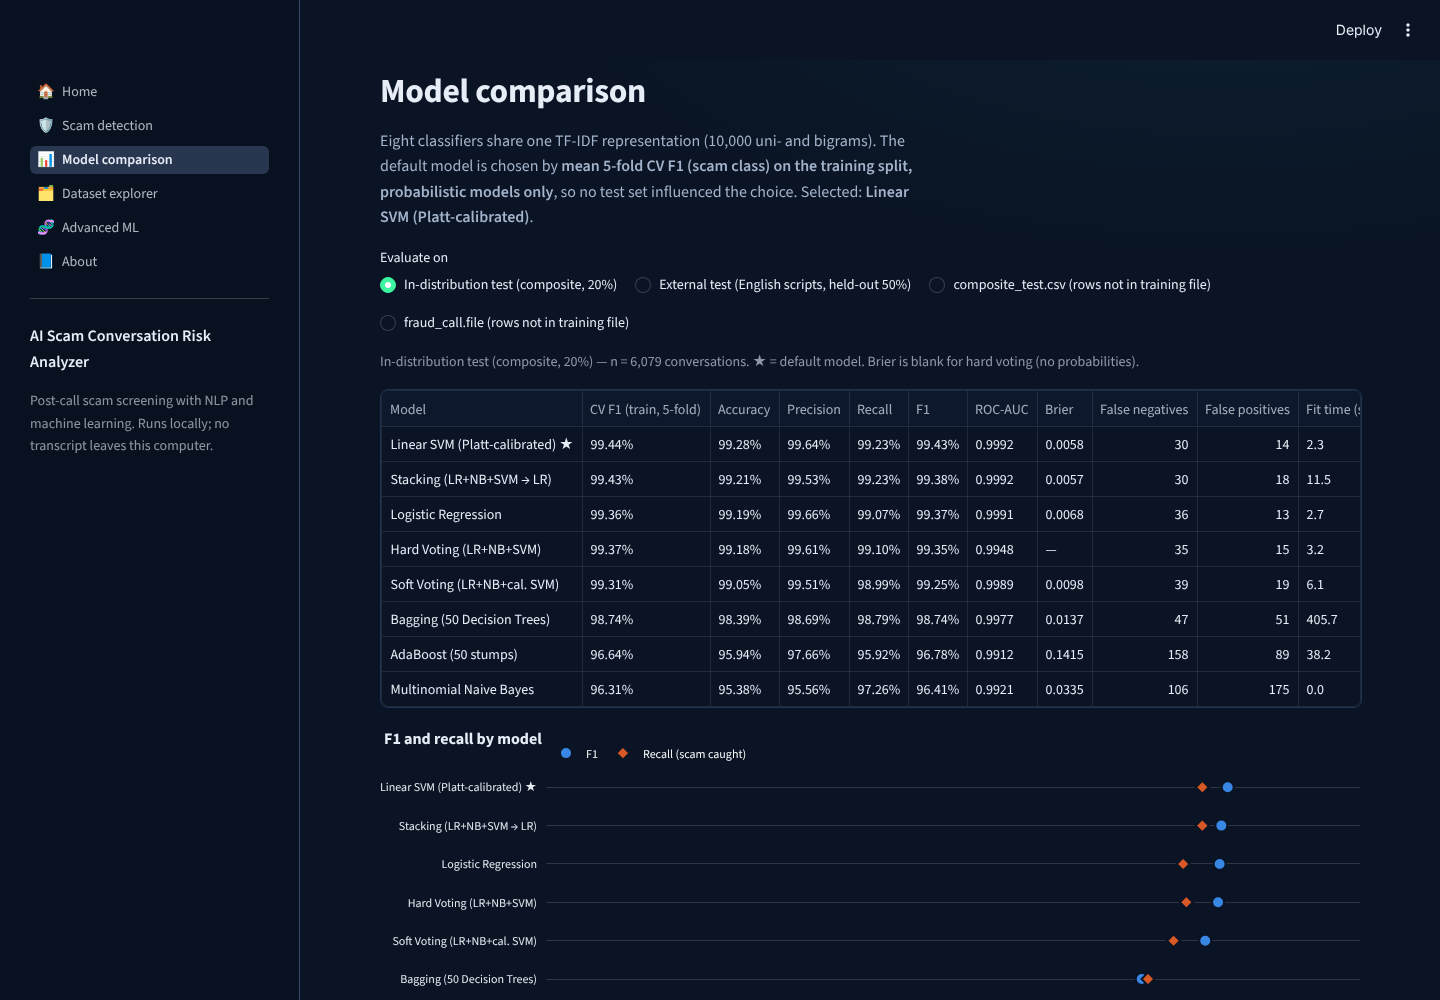 Deploy
Home
Scam detection
Model comparison
Dataset explorer
Advanced ML
About
AI Scam Conversation Risk
Analyzer
Post-call scam screening with NLP and
machine learning. Runs locally; no
transcript leaves this computer.
Model comparison
Eight classifiers share one TF-IDF representation (10,000 uni- and bigrams). The
default model is chosen by mean 5-fold CV F1 (scam class) on the training split,
probabilistic models only, so no test set influenced the choice. Selected: Linear
SVM (Platt-calibrated).
Evaluate on
In-distribution test (composite, 20%) External test (English scripts, held-out 50%) composite_test.csv (rows not in training file)
fraud_call.file (rows not in training file)
In-distribution test (composite, 20%) — n = 6,079 conversations. ★ = default model. Brier is blank for hard voting (no probabilities).
Model CV F1 (train, 5-fold) Accuracy Precision Recall F1 ROC-AUC Brier False negatives False positives Fit time (s
Linear SVM (Platt-calibrated) ★ 99.44% 99.28% 99.64% 99.23% 99.43% 0.9992 0.0058 30 14 2.3
Stacking (LR+NB+SVM → LR) 99.43% 99.21% 99.53% 99.23% 99.38% 0.9992 0.0057 30 18 11.5
Logistic Regression 99.36% 99.19% 99.66% 99.07% 99.37% 0.9991 0.0068 36 13 2.7
Hard Voting (LR+NB+SVM) 99.37% 99.18% 99.61% 99.10% 99.35% 0.9948 — 35 15 3.2
Soft Voting (LR+NB+cal. SVM) 99.31% 99.05% 99.51% 98.99% 99.25% 0.9989 0.0098 39 19 6.1
Bagging (50 Decision Trees) 98.74% 98.39% 98.69% 98.79% 98.74% 0.9977 0.0137 47 51 405.7
AdaBoost (50 stumps) 96.64% 95.94% 97.66% 95.92% 96.78% 0.9912 0.1415 158 89 38.2
Multinomial Naive Bayes 96.31% 95.38% 95.56% 97.26% 96.41% 0.9921 0.0335 106 175 0.0
F1 and recall by model
F1 Recall (scam caught)
Linear SVM (Platt-calibrated) ★
Stacking (LR+NB+SVM → LR)
Logistic Regression
Hard Voting (LR+NB+SVM)
Soft Voting (LR+NB+cal. SVM)
Bagging (50 Decision Trees)